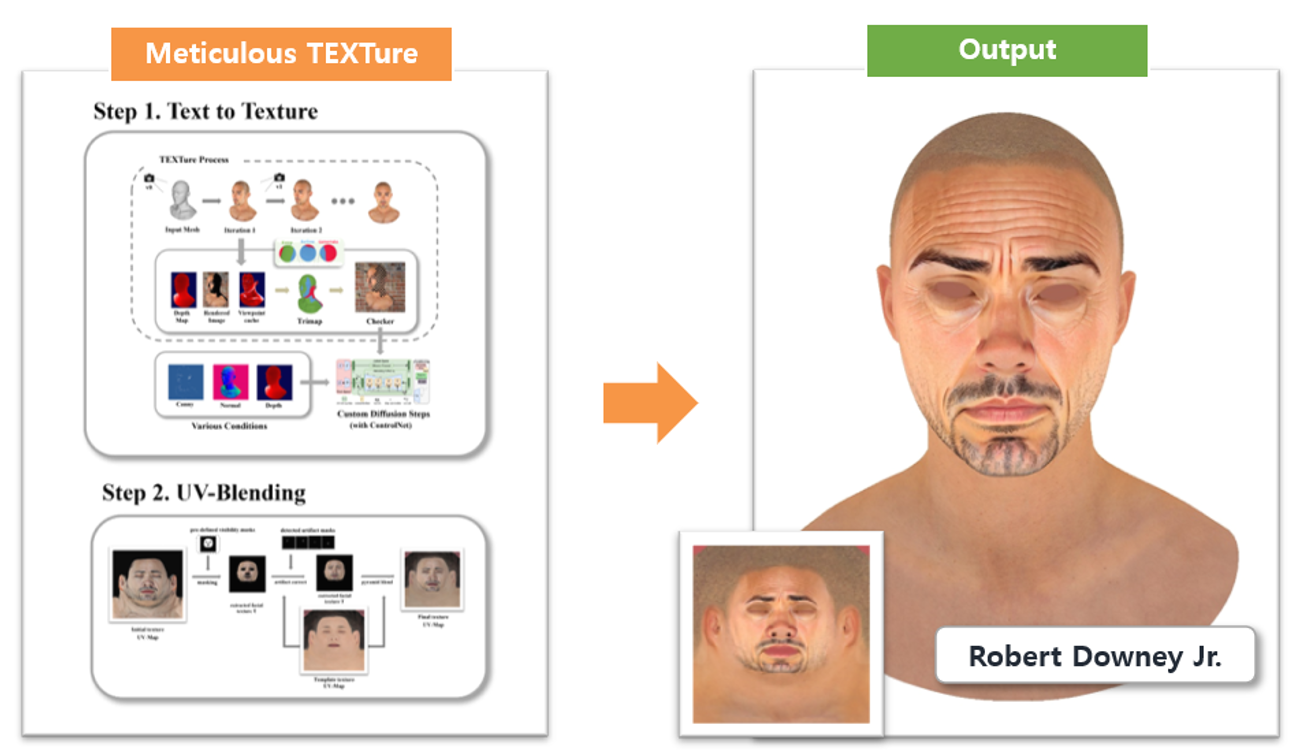 Meticulous TEXTure
Output
Step 1. Text to Texture
TEXTure Process
Input Mesh
Iteration 1
Iteration 2
Depth
Map
Rendered
Image
Viewpoint
cache
Trimap
Checker
Canny
Normal
Depth
Various Conditions
Custom Diffusion Steps
(with ControlNet)
Step 2. UV-Blending
pre-defined visibility masks
detected artifact masks
masking
extracted facial
texture
artifact correct
corrected facial
texture
pyramid blend
Initial texture
UV-Map
Template texture
UV-Map
Final texture
UV-Map
Robert Downey Jr.